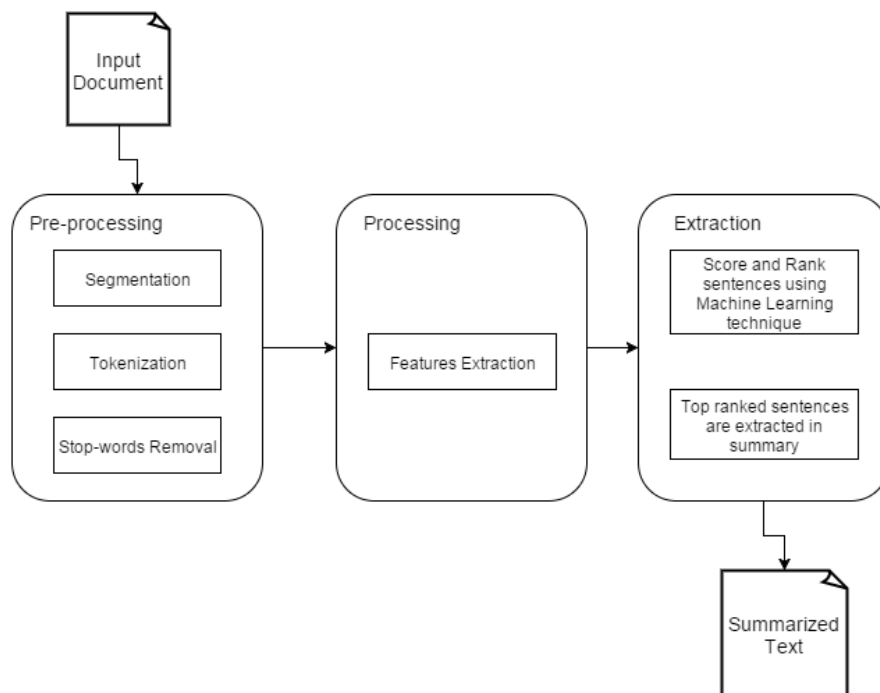 Input
Document
Pre-processing
Segmentation
Tokenization
Stop-words Removal
Processing
Features Extraction
Extraction
Score and Rank
sentences using
Machine Learning
technique
Top ranked sentences
are extracted in
summary
Summarized
Text